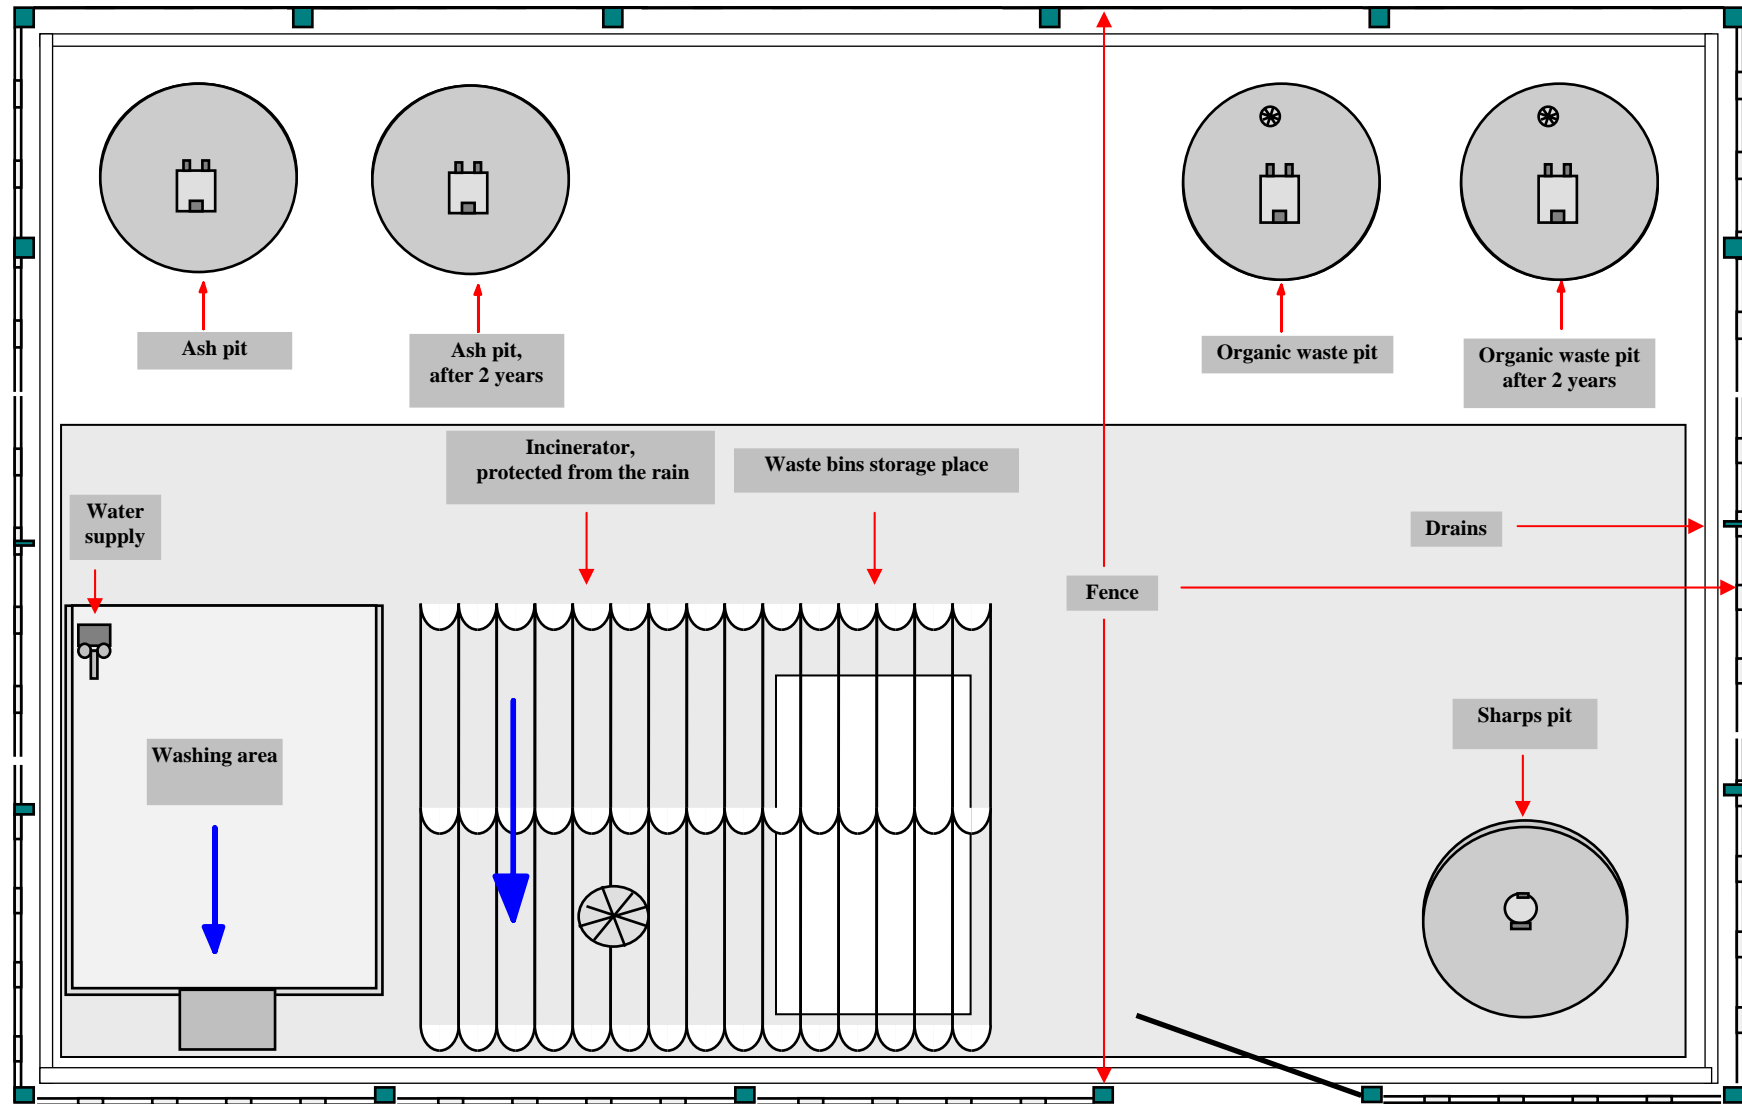 Ash pit
Ash pit,
after 2 years
Organic waste pit
Organic waste pit
after 2 years
Incinerator,
protected from the rain
Waste bins storage place
Water
supply
Drains
Fence
Sharps pit
Washing area